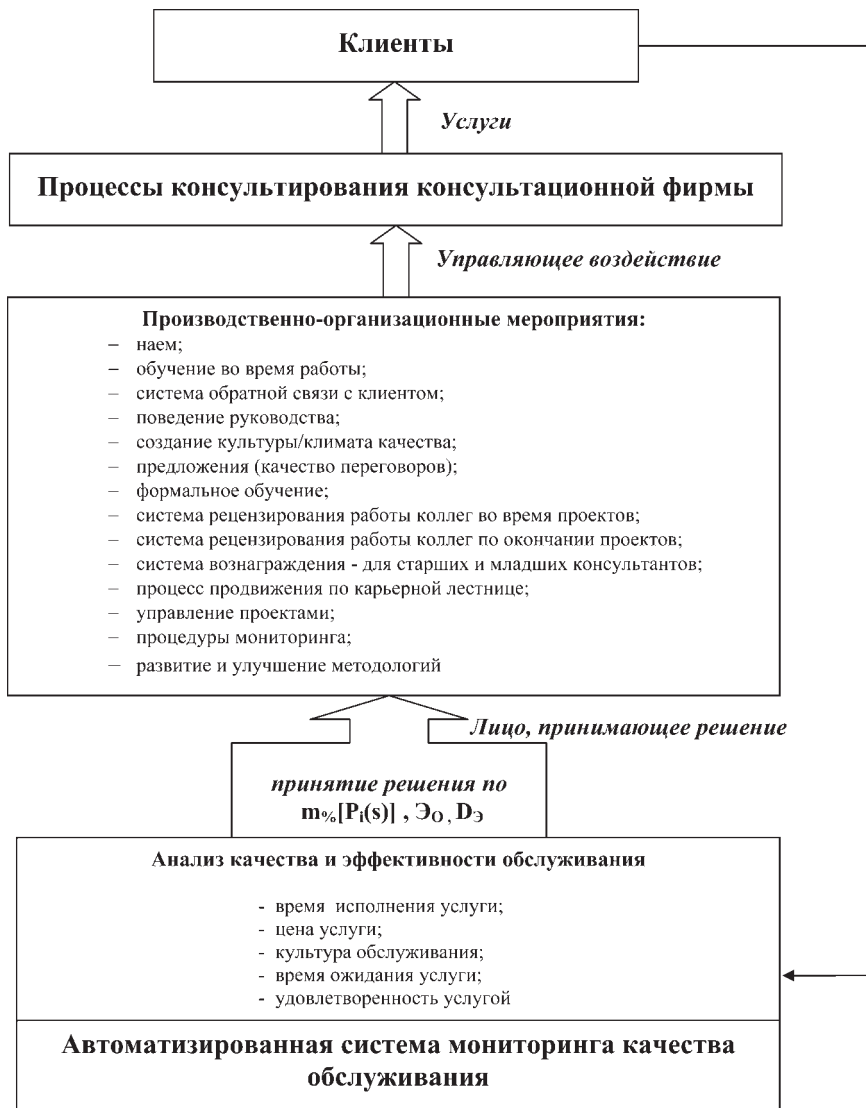 Клиенты
Услуги
Процессы консультирования консультационной фирмы
Управляющее воздействие
Производственно-организационные мероприятия:
– наем;
– обучение во время работы;
– система обратной связи с клиентом;
– поведение руководства;
– создание культуры/климата качества;
– предложения (качество переговоров);
– формальное обучение;
– система рецензирования работы коллег во время проектов;
– система рецензирования работы коллег по окончании проектов;
– система вознаграждения - для старших и младших консультантов;
– процесс продвижения по карьерной лестнице;
– управление проектами;
– процедуры мониторинга;
– развитие и улучшение методологий
Лицо, принимающее решение
принятие решения по
m%[Pi(s)] , ЭО , DЭ
Анализ качества и эффективности обслуживания
- время исполнения услуги;
- цена услуги;
- культура обслуживания;
- время ожидания услуги;
- удовлетворенность услугой
Автоматизированная система мониторинга качества
обслуживания